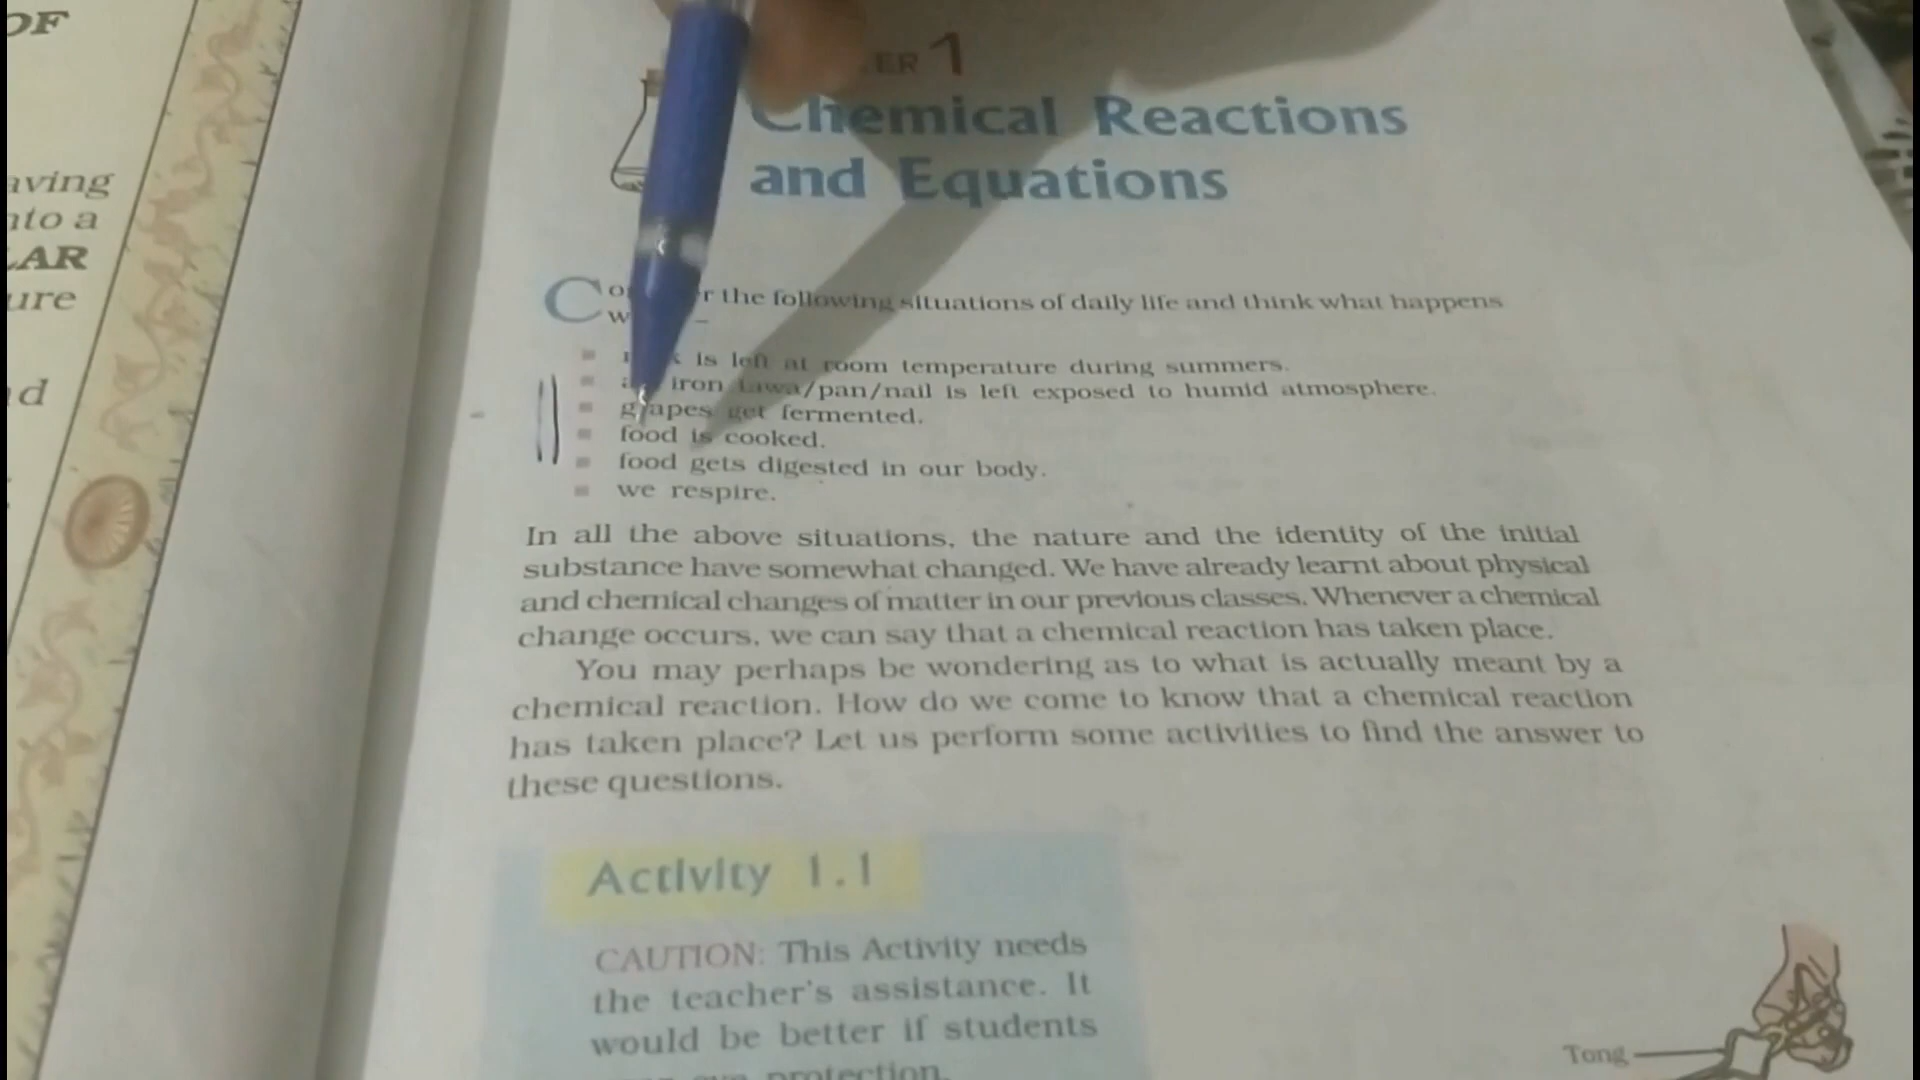 OF
aving
nto a
LAR
ure
d
ER 1
Chemical Reactions
and Equations
r the following situations of daily life and think what happens
is left at room temperature during summers.
iron tawa/pan/nail is left exposed to humid atmosphere.
grapes get fermented.
food is cooked.
food gets digested in our body.
we respire.
In all the above situations, the nature and the identity of the initial
substance have somewhat changed. We have already learnt about physical
and chemical changes of matter in our previous classes. Whenever a chemical
change occurs, we can say that a chemical reaction has taken place.
You may perhaps be wondering as to what is actually meant by a
chemical reaction. How do we come to know that a chemical reaction
has taken place? Let us perform some activities to find the answer to
these questions.
Activity 1.1
CAUTION: This Activity needs
the teacher's assistance. It
would be better if students
protection.
Tong